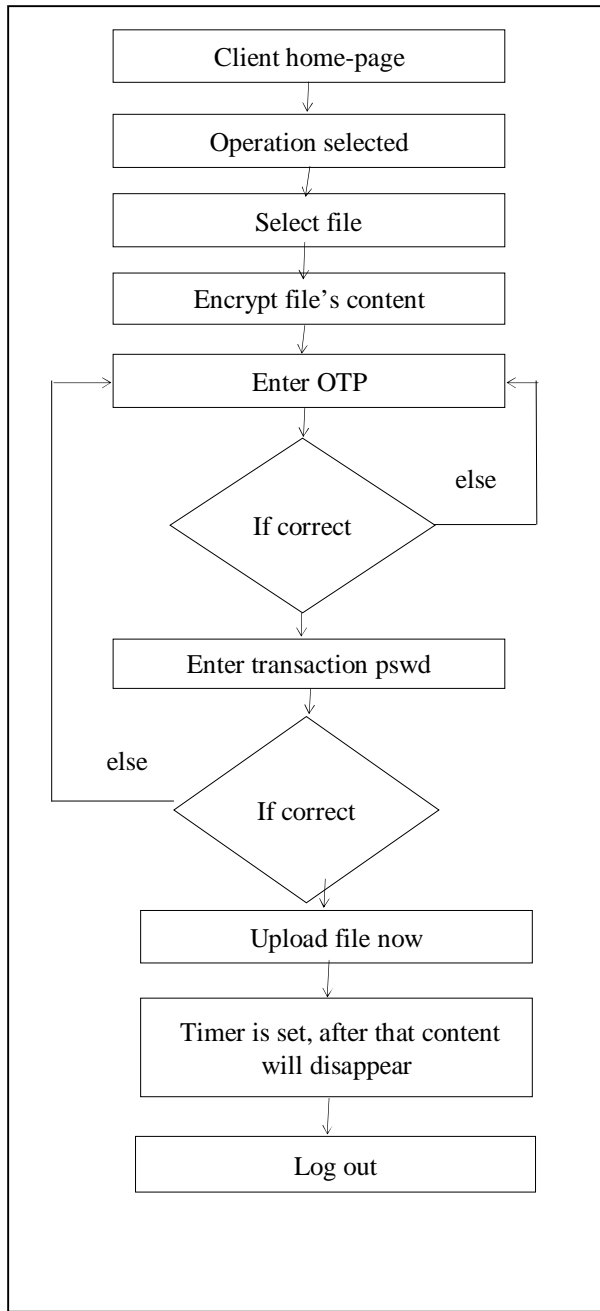 Client home-page
Operation selected
Select file
Encrypt file’s content
Enter OTP
else
If correct
Enter transaction pswd
else
If correct
Upload file now
Timer is set, after that content
will disappear
Log out